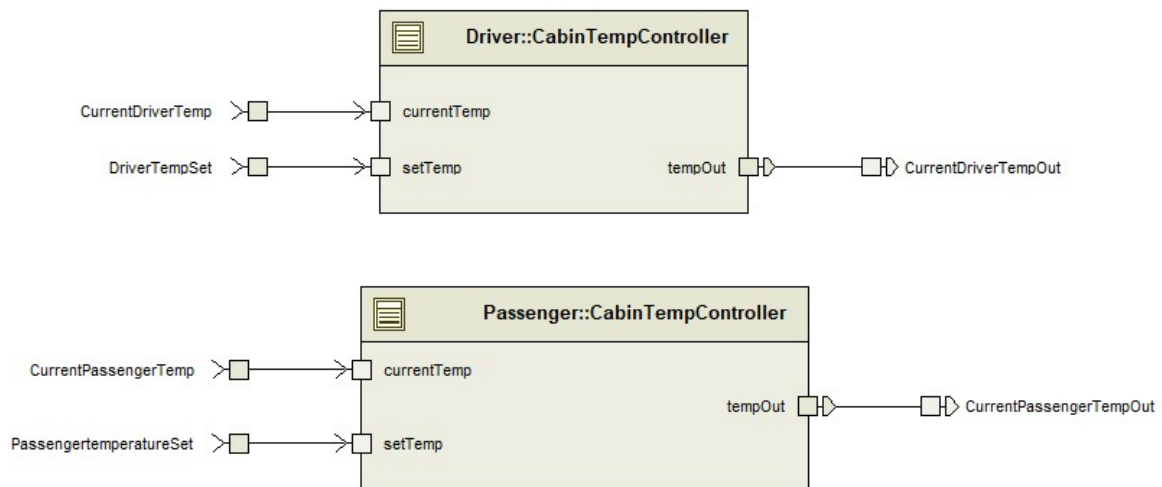 Driver::CabinTempController
CurrentDriverTemp
currentTemp
DriverTempSet
setTemp
tempOut
CurrentDriverTempOut
Passenger::CabinTempController
CurrentPassengerTemp
currentTemp
tempOut
CurrentPassengerTempOut
PassengertemperatureSet
setTemp